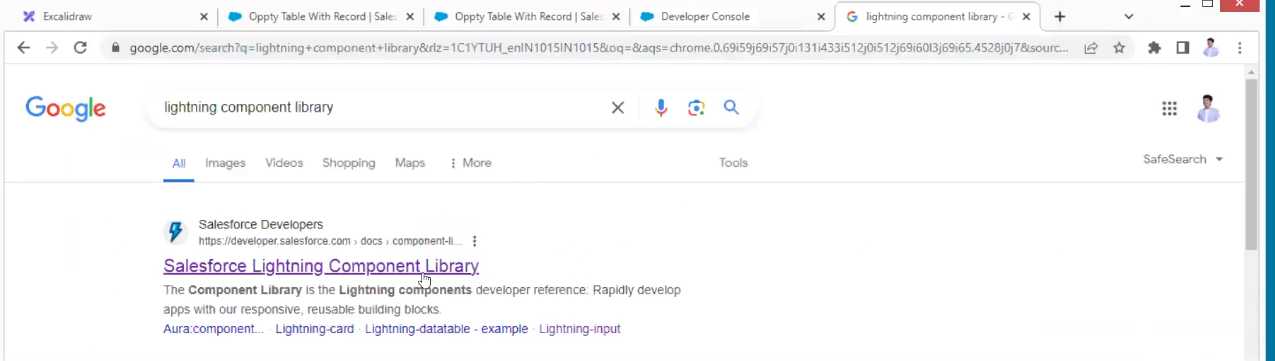 Excalidraw
Oppty Table With Record | Sales
Oppty Table With Record | Sales
Developer Console
lightning component library - G
google.com/search?q=lightning+component+library&rlz=1C1YTUH_enIN1015IN1015&oq=&aqs=chrome.0.69i59j69i57j0i131i433i512j0i512j69i60l3j69i65.4528j0j7&sourc...
Google
lightning component library
All Images Videos Shopping Maps More Tools
SafeSearch
Salesforce Developers
https://developer.salesforce.com › docs › component-li...
Salesforce Lightning Component Library
The Component Library is the Lightning components developer reference: Rapidly develop
apps with our responsive, reusable building blocks.
Aura:component... · Lightning-card · Lightning-datatable - example · Lightning-input